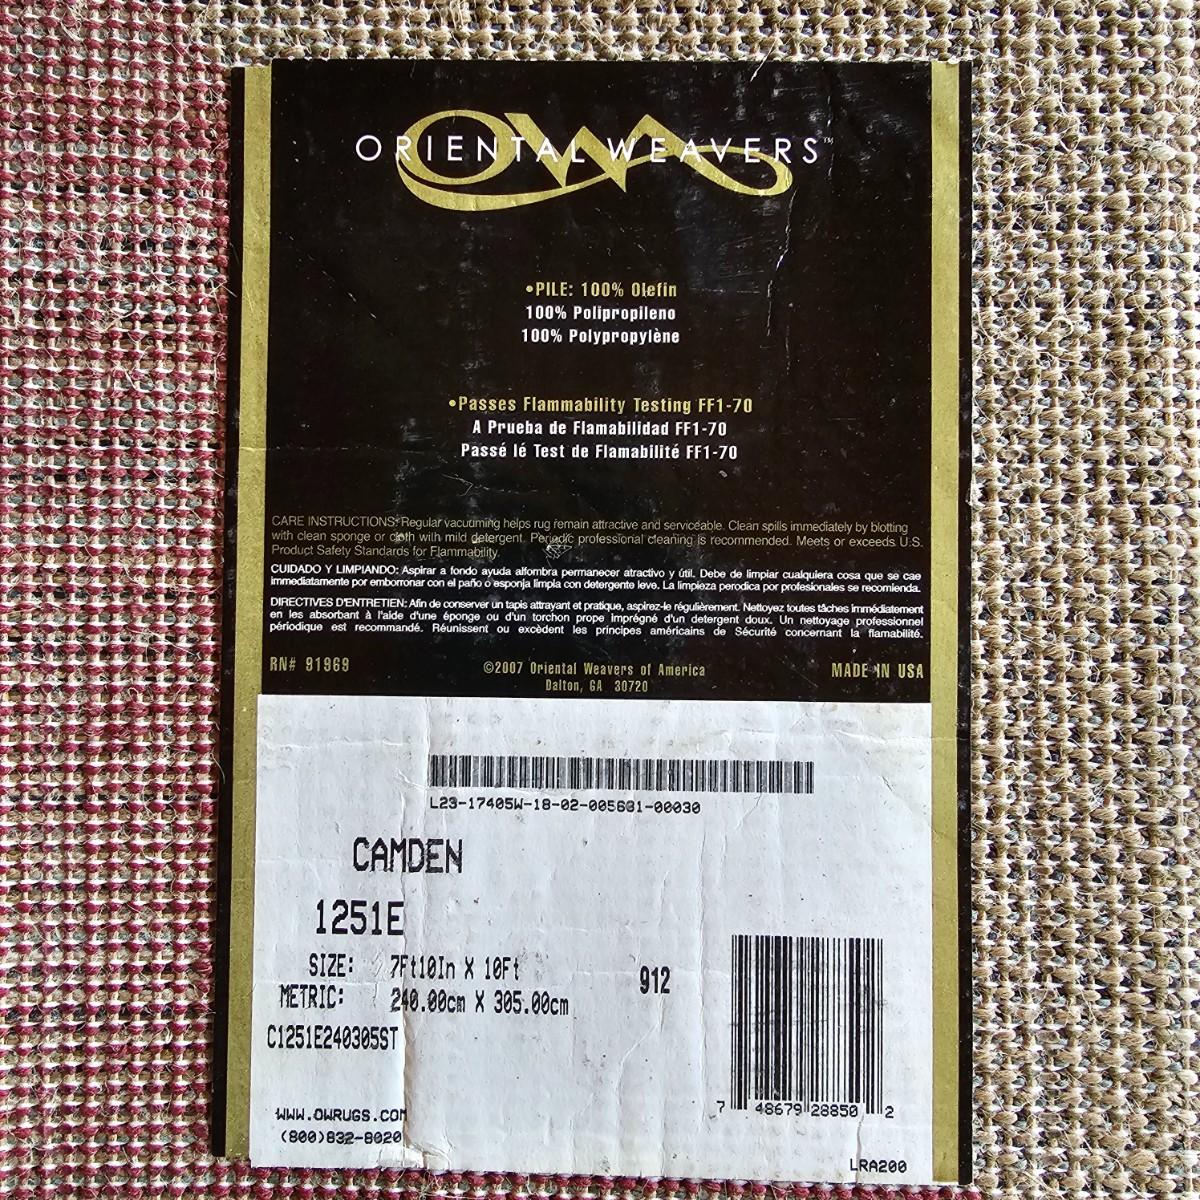 ORIENTAL WEAVERS™
•PILE: 100% Olefin
100% Polipropileno
100% Polypropylène
•Passes Flammability Testing FF1-70
A Prueba de Flamabilidad FF1-70
Passé lé Test de Flamabilité FF1-70
CARE INSTRUCTIONS: Regular vacuuming helps rug remain attractive and serviceable. Clean spills immediately by blotting
with clean sponge or cloth with mild detergent. Periodic professional cleaning is recommended. Meets or exceeds U.S.
Product Safety Standards for Flammability.
CUIDADO Y LIMPIANDO: Aspirar a fondo ayuda alfombra permanecer atractivo y útil. Debe de limpiar cualquiera cosa que se cae
immediatamente por emborronar con el paño o esponja limpia con detergente leve. La limpieza perodica por profesionales se recomienda.
DIRECTIVES D'ENTRETIEN: Afin de conserver un tapis attrayant et pratique, aspirez-le régulièrement. Nettoyez toutes tâches immédiatement
en les absorbant à l'aide d'une éponge ou d'un torchon prope imprégné d'un detergent doux. Un nettoyage professionnel
périodique est recommandé. Réunissent ou excèdent les principes américains de Sécurité concernant la flamabilité.
RN# 91969
©2007 Oriental Weavers of America
MADE IN USA
Dalton, GA 30720
L23-17405W-18-02-005631-00030
CAMDEN
1251E
SIZE: 7Ft10In X 10Ft
912
METRIC: 240.00cm X 305.00cm
C1251E240305ST
WWW.OWRUGS.COM
(800)832-8020
7 48679 28850 2
LRA200